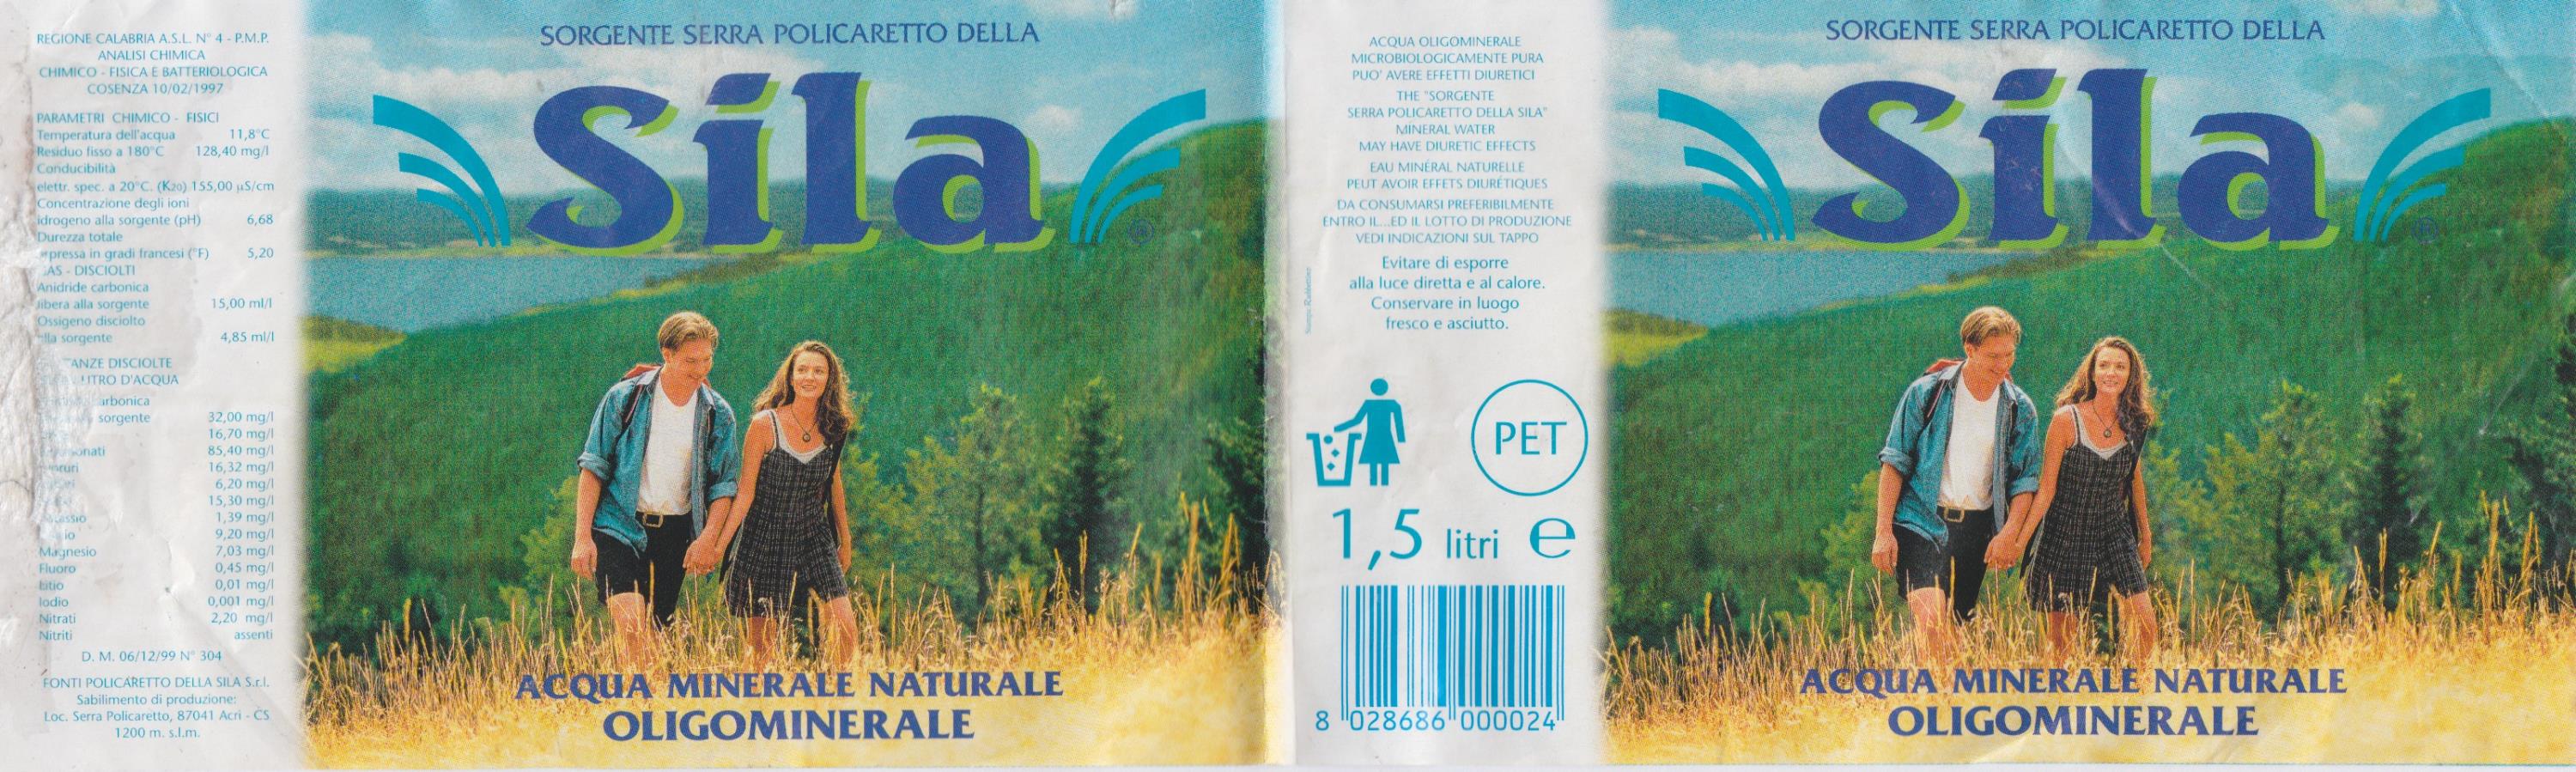 REGIONE CALABRIA A.S.L. N° 4 - P.M.P.
ANALISI CHIMICA
CHIMICO - FISICA E BATTERIOLOGICA
COSENZA 10/02/1997
PARAMETRI CHIMICO - FISICI
Temperatura dell'acqua 11,8°C
Residuo fisso a 180°C 128,40 mg/l
Conducibilità
elettr. spec. a 20°C. (K20) 155,00 µS/cm
Concentrazione degli ioni
idrogeno alla sorgente (pH) 6,68
Durezza totale
in gradi francesi (°F) 5,20
- DISCIOLTI
Anidride carbonica
libera alla sorgente 15,00 ml/l
Ossigeno disciolto
sorgente 4,85 ml/l
DISCIOLTE
D'ACQUA
sorgente 32,00 mg/l
16,70 mg/l
85,40 mg/l
16,32 mg/l
6,20 mg/l
15,30 mg/l
1,39 mg/l
9,20 mg/l
Magnesio 7,03 mg/l
Fluoro 0,45 mg/l
0,01 mg/l
Iodio 0,001 mg/l
Nitrati 2,20 mg/l
Nitriti assenti
D. M. 06/12/99 N° 304
FONTI POLICARETTO DELLA SILA S.r.l.
Sabilimento di produzione:
Loc. Serra Policaretto, 87041 Acri - CS
1200 m. s.l.m.
SORGENTE SERRA POLICARETTO DELLA
Sila
®
ACQUA MINERALE NATURALE
OLIGOMINERALE
ACQUA OLIGOMINERALE
MICROBIOLOGICAMENTE PURA
PUO' AVERE EFFETTI DIURETICI
THE "SORGENTE
SERRA POLICARETTO DELLA SILA"
MINERAL WATER
MAY HAVE DIURETIC EFFECTS
EAU MINÉRAL NATURELLE
PEUT AVOIR EFFETS DIURÉTIQUES
DA CONSUMARSI PREFERIBILMENTE
ENTRO IL...ED IL LOTTO DI PRODUZIONE
VEDI INDICAZIONI SUL TAPPO
Evitare di esporre
alla luce diretta e al calore.
Conservare in luogo
fresco e asciutto.
PET
1,5 litri e
8 028686 000024
SORGENTE SERRA POLICARETTO DELLA
Sila
®
ACQUA MINERALE NATURALE
OLIGOMINERALE